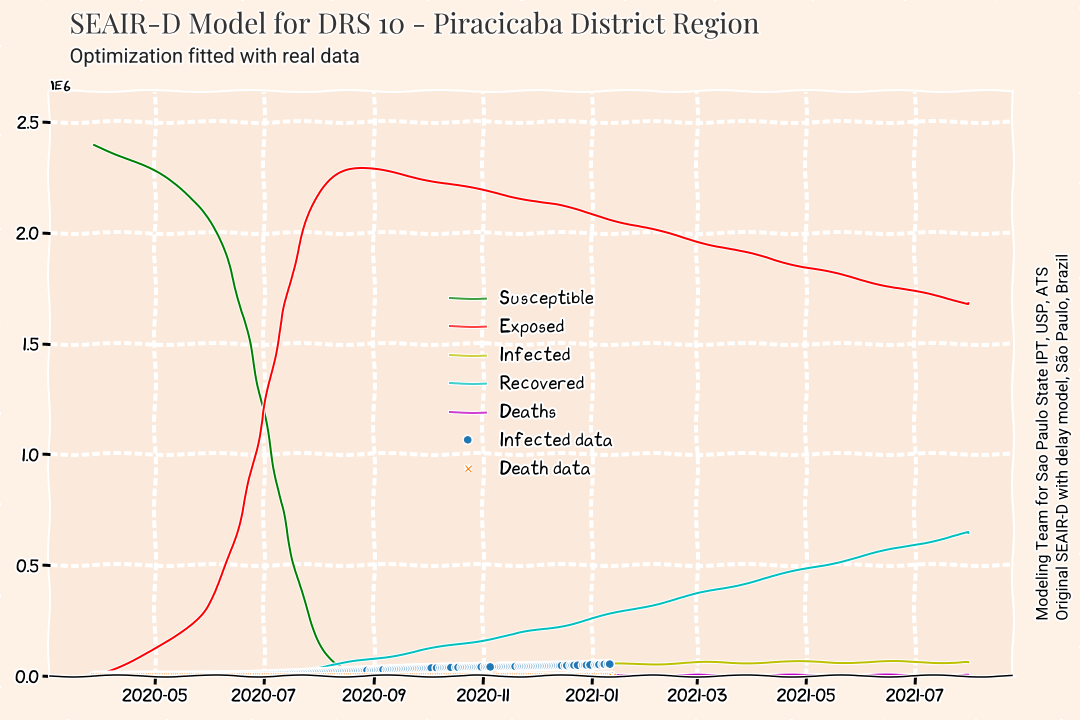 SEAIR-D Model for DRS 10 - Piracicaba District Region
Optimization fitted with real data
1E6
2.5
2.0
1.5
1.0
0.5
0.0
2020-05
2020-07
2020-09
2020-11
2021-01
2021-03
2021-05
2021-07
Susceptible
Exposed
Infected
Recovered
Deaths
Infected data
Death data
Modeling Team for Sao Paulo State IPT, USP, ATS
Original SEAIR-D with delay model, São Paulo, Brazil